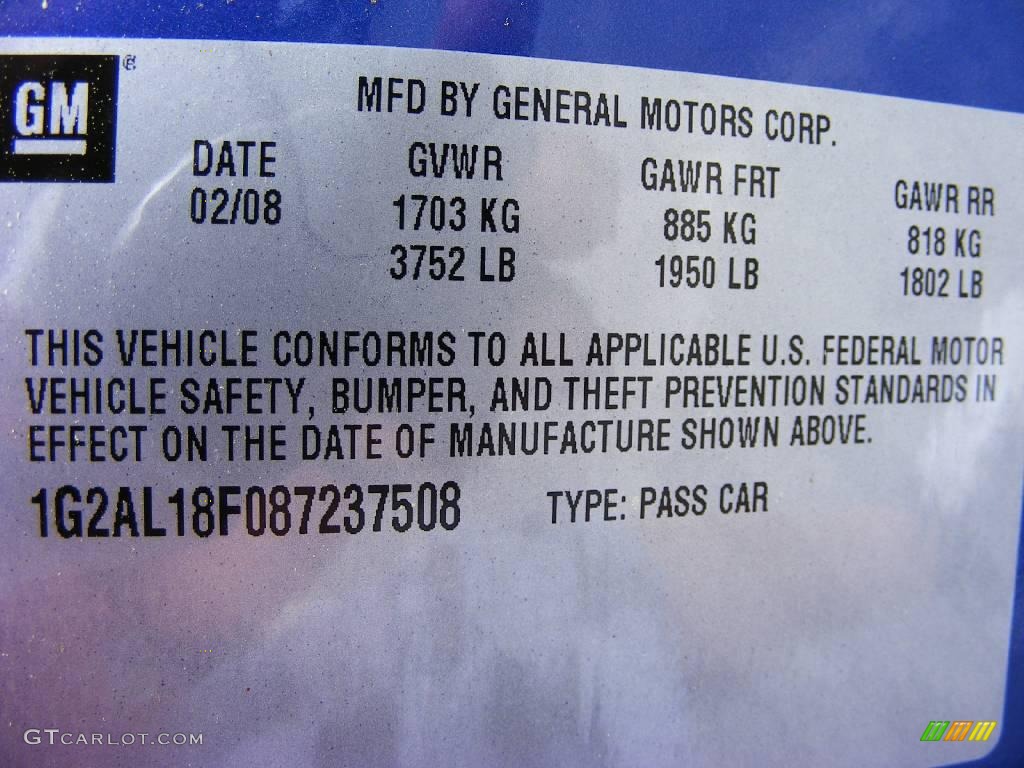 GM®
MFD BY GENERAL MOTORS CORP.
DATE GVWR GAWR FRT GAWR RR
02/08 1703 KG 885 KG 818 KG
3752 LB 1950 LB 1802 LB
THIS VEHICLE CONFORMS TO ALL APPLICABLE U.S. FEDERAL MOTOR
VEHICLE SAFETY, BUMPER, AND THEFT PREVENTION STANDARDS IN
EFFECT ON THE DATE OF MANUFACTURE SHOWN ABOVE.
1G2AL18F087237508 TYPE: PASS CAR
GTCARLOT.COM